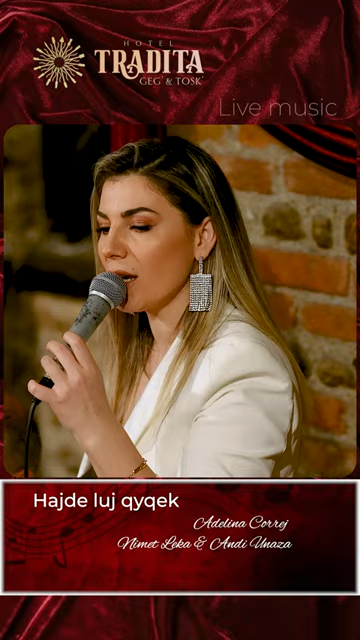 HOTEL
TRADITA
GEG' & TOSK'
Live music
Hajde luj qyqek
Adelina Correj
Nimet Leka & Andi Unaza